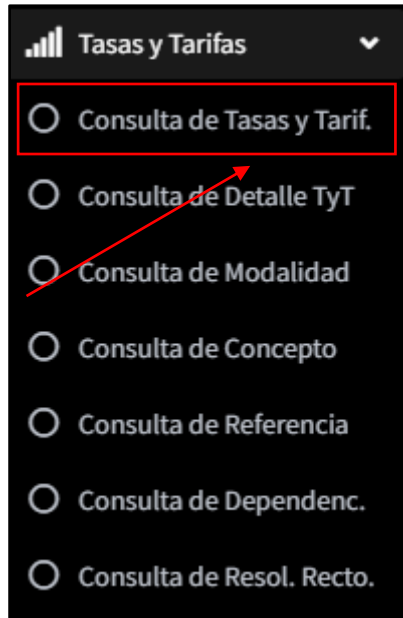 Tasas y Tarifas
Consulta de Tasas y Tarif.
Consulta de Detalle TyT
Consulta de Modalidad
Consulta de Concepto
Consulta de Referencia
Consulta de Dependenc.
Consulta de Resol. Recto.